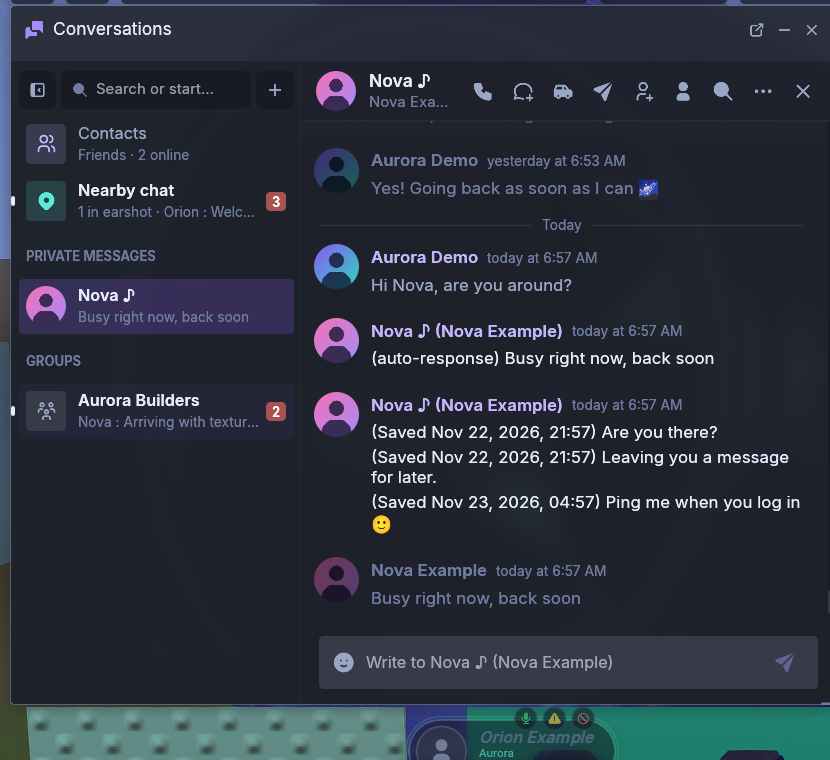 Conversations
Search or start...
Nova ♪
Nova Exa...
Contacts
Friends · 2 online
Nearby chat
1 in earshot · Orion : Welc...
3
PRIVATE MESSAGES
Nova ♪
Busy right now, back soon
GROUPS
Aurora Builders
Nova : Arriving with textur...
2
Aurora Demo yesterday at 6:53 AM
Yes! Going back as soon as I can 🌌
Today
Aurora Demo today at 6:57 AM
Hi Nova, are you around?
Nova ♪ (Nova Example) today at 6:57 AM
(auto-response) Busy right now, back soon
Nova ♪ (Nova Example) today at 6:57 AM
(Saved Nov 22, 2026, 21:57) Are you there?
(Saved Nov 22, 2026, 21:57) Leaving you a message
for later.
(Saved Nov 23, 2026, 04:57) Ping me when you log in
🙂
Nova Example today at 6:57 AM
Busy right now, back soon
Write to Nova ♪ (Nova Example)
Orion Example
Aurora